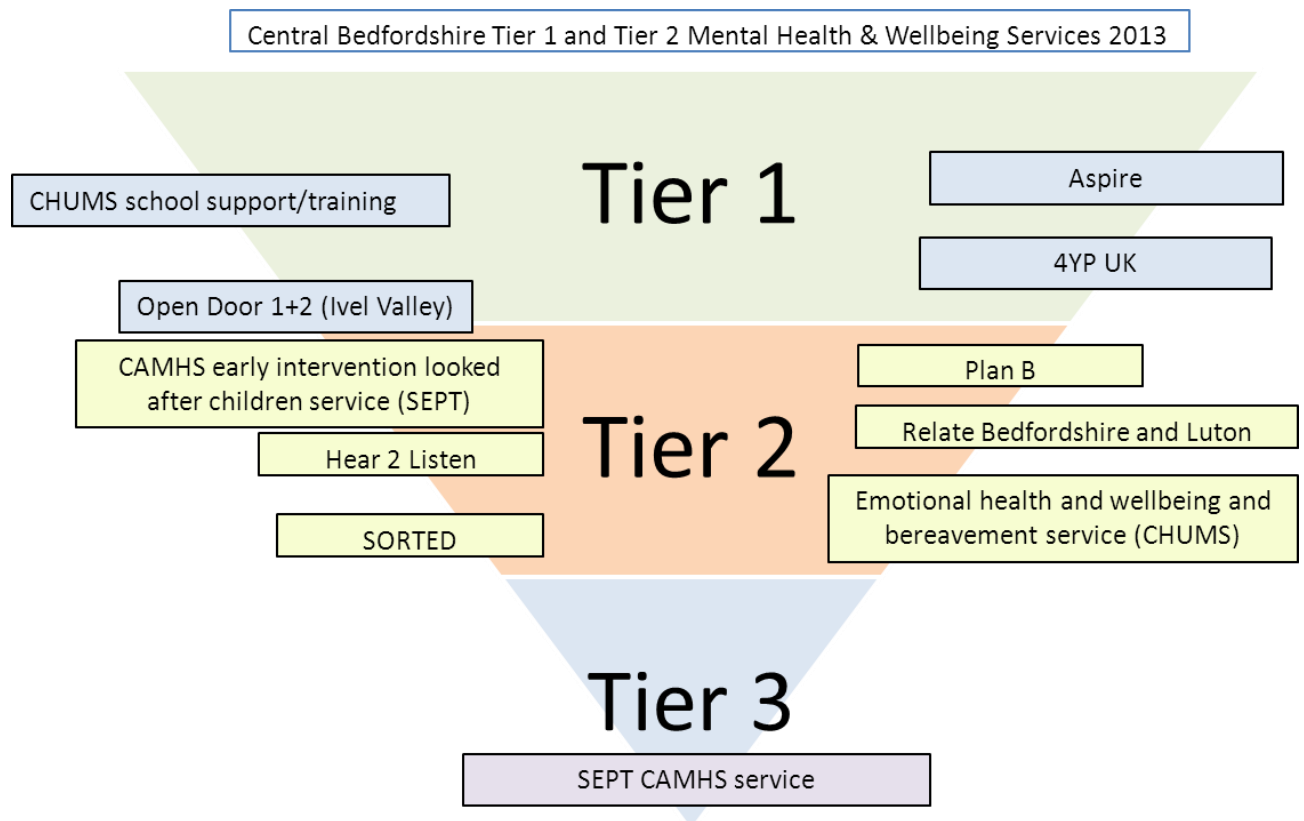 Central Bedfordshire Tier 1 and Tier 2 Mental Health & Wellbeing Services 2013
Tier 1
CHUMS school support/training
Aspire
4YP UK
Open Door 1+2 (Ivel Valley)
Tier 2
CAMHS early intervention looked
after children service (SEPT)
Hear 2 Listen
SORTED
Plan B
Relate Bedfordshire and Luton
Emotional health and wellbeing and
bereavement service (CHUMS)
Tier 3
SEPT CAMHS service